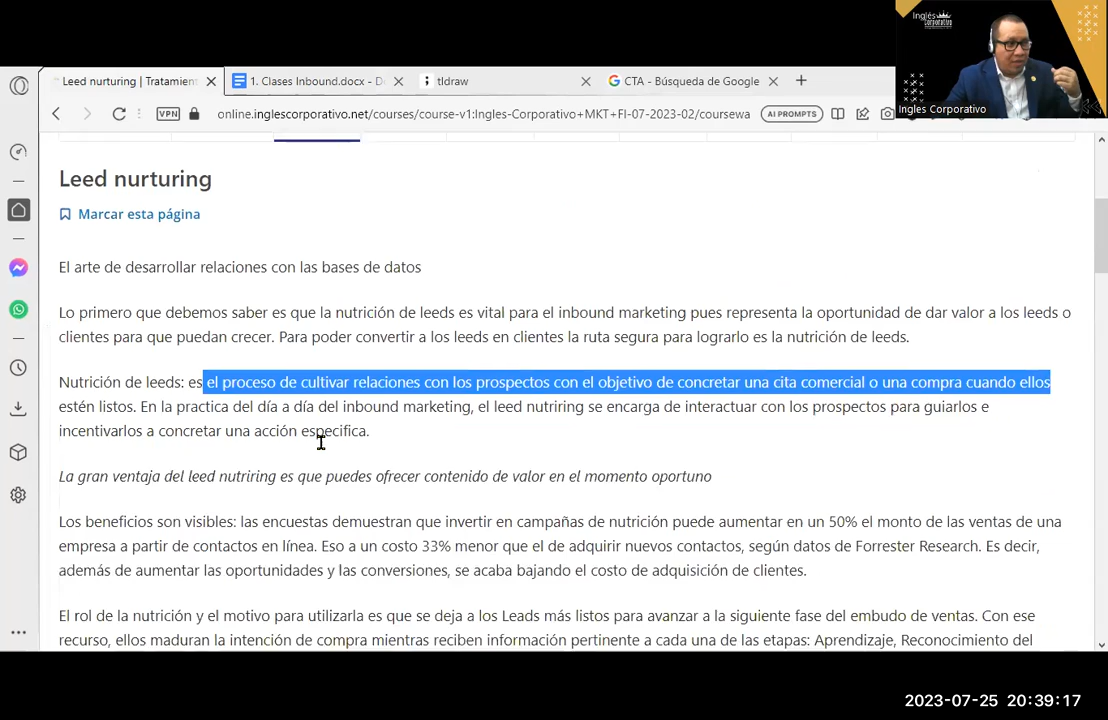 Inglés
Corporativo
Ingles Corporativo
Leed nurturing | Tratamient
1. Clases Inbound.docx - D
tldraw
CTA - Búsqueda de Google
VPN
online.inglescorporativo.net/courses/course-v1:Ingles-Corporativo+MKT+FI-07-2023-02/coursewa
AI PROMPTS
Leed nurturing
Marcar esta página
El arte de desarrollar relaciones con las bases de datos
Lo primero que debemos saber es que la nutrición de leeds es vital para el inbound marketing pues representa la oportunidad de dar valor a los leeds o
clientes para que puedan crecer. Para poder convertir a los leeds en clientes la ruta segura para lograrlo es la nutrición de leeds.
Nutrición de leeds: es el proceso de cultivar relaciones con los prospectos con el objetivo de concretar una cita comercial o una compra cuando ellos
estén listos. En la practica del día a día del inbound marketing, el leed nutriring se encarga de interactuar con los prospectos para guiarlos e
incentivarlos a concretar una acción especifica.
La gran ventaja del leed nutriring es que puedes ofrecer contenido de valor en el momento oportuno
Los beneficios son visibles: las encuestas demuestran que invertir en campañas de nutrición puede aumentar en un 50% el monto de las ventas de una
empresa a partir de contactos en línea. Eso a un costo 33% menor que el de adquirir nuevos contactos, según datos de Forrester Research. Es decir,
además de aumentar las oportunidades y las conversiones, se acaba bajando el costo de adquisición de clientes.
El rol de la nutrición y el motivo para utilizarla es que se deja a los Leads más listos para avanzar a la siguiente fase del embudo de ventas. Con ese
recurso, ellos maduran la intención de compra mientras reciben información pertinente a cada una de las etapas: Aprendizaje, Reconocimiento del
2023-07-25 20:39:17